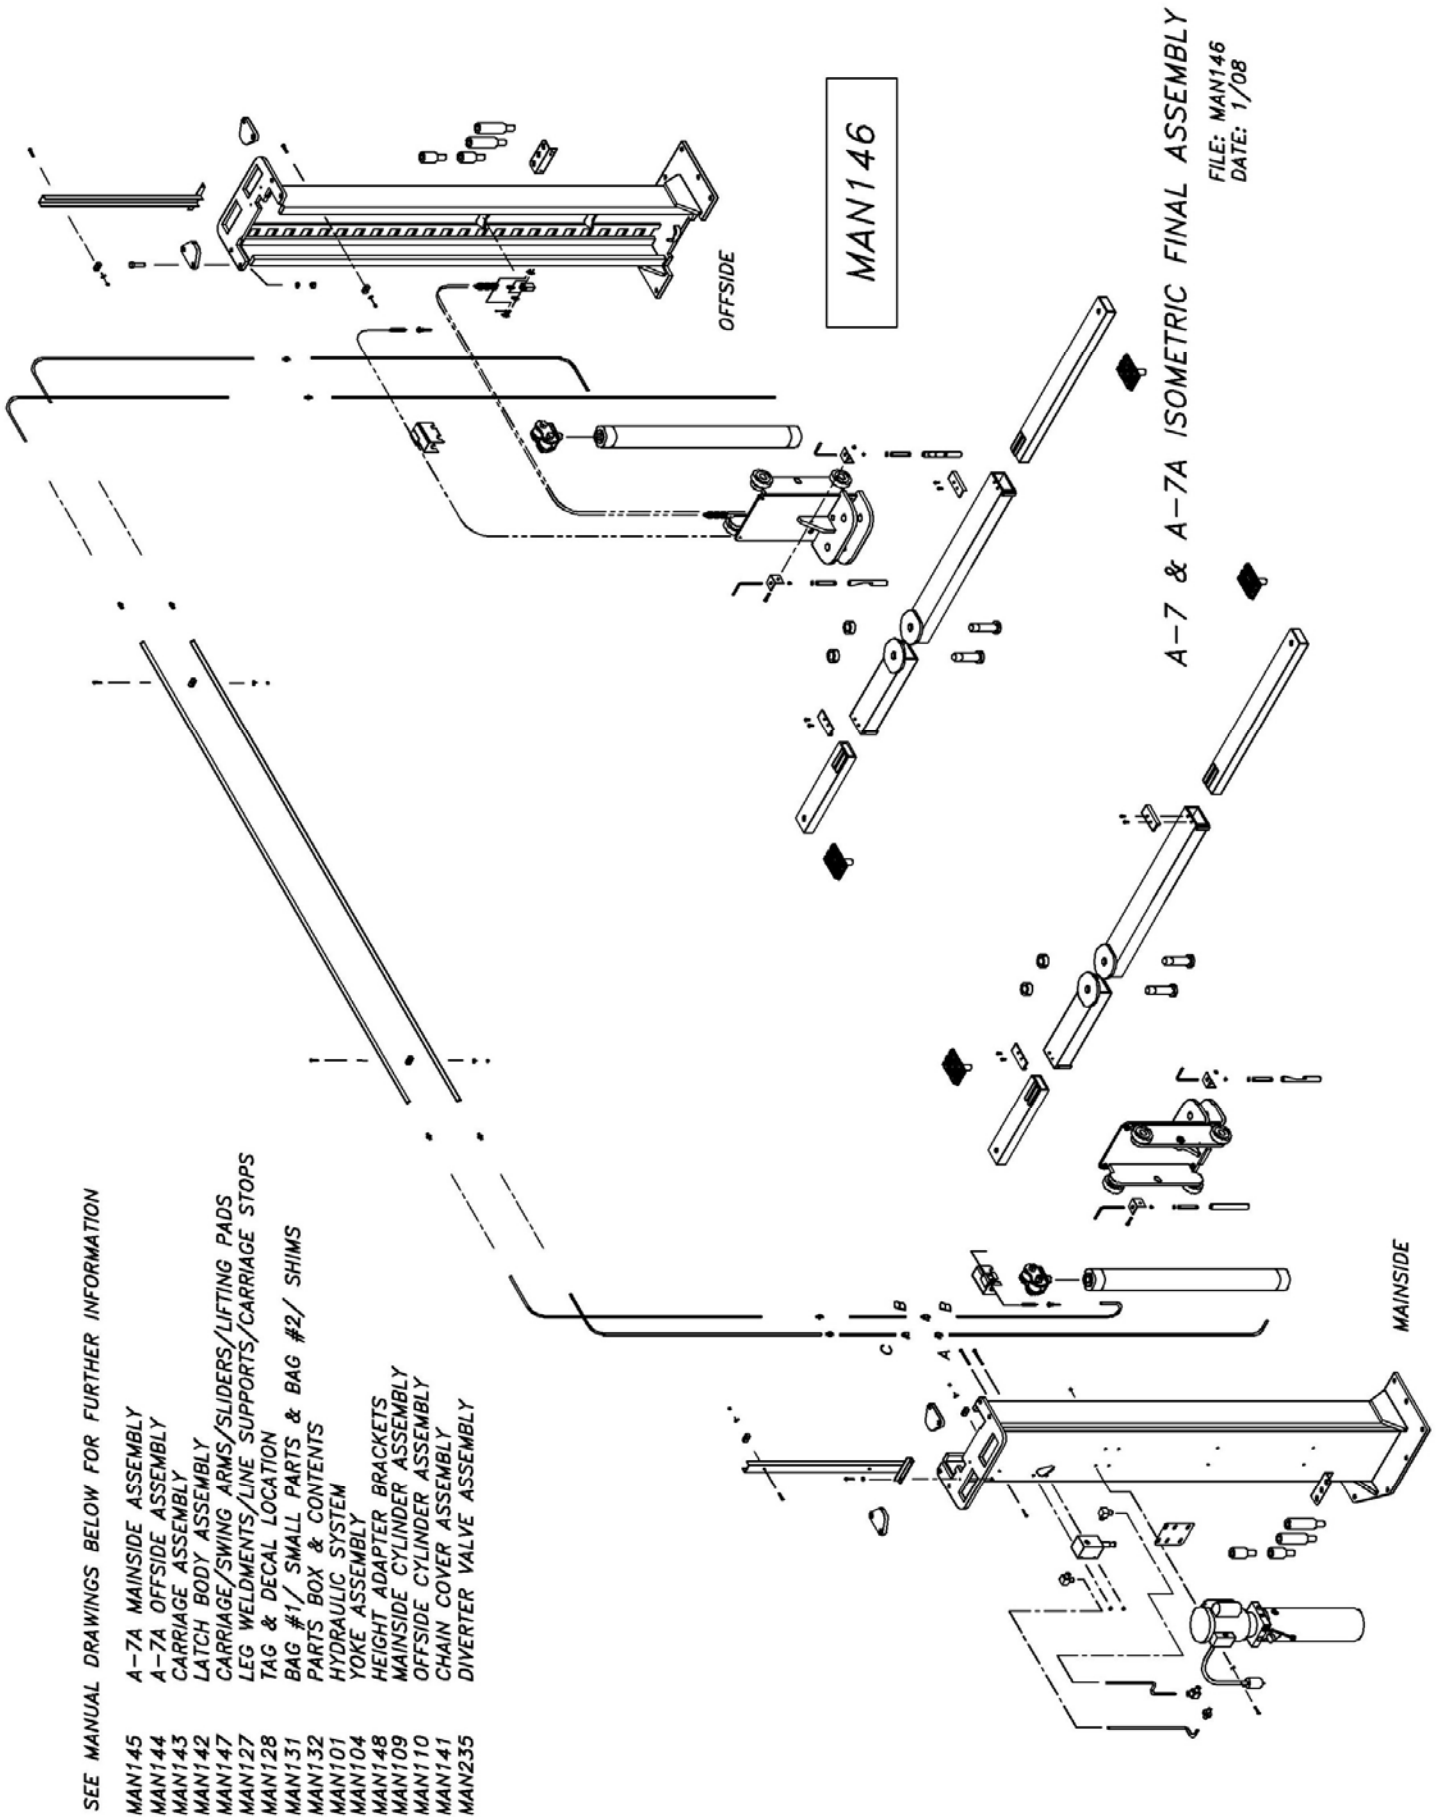 SEE MANUAL DRAWINGS BELOW FOR FURTHER INFORMATION
MAN145 A-7A MAINSIDE ASSEMBLY
MAN144 A-7A OFFSIDE ASSEMBLY
MAN143 CARRIAGE ASSEMBLY
MAN142 LATCH BODY ASSEMBLY
MAN147 CARRIAGE/SWING ARMS/SLIDERS/LIFTING PADS
MAN127 LEG WELDMENTS/LINE SUPPORTS/CARRIAGE STOPS
MAN128 TAG & DECAL LOCATION
MAN131 BAG #1/ SMALL PARTS & BAG #2/ SHIMS
MAN132 PARTS BOX & CONTENTS
MAN101 HYDRAULIC SYSTEM
MAN104 YOKE ASSEMBLY
MAN148 HEIGHT ADAPTER BRACKETS
MAN109 MAINSIDE CYLINDER ASSEMBLY
MAN110 OFFSIDE CYLINDER ASSEMBLY
MAN141 CHAIN COVER ASSEMBLY
MAN235 DIVERTER VALVE ASSEMBLY
OFFSIDE
MAN146
C
B
A
B
MAINSIDE
A-7 & A-7A ISOMETRIC FINAL ASSEMBLY
FILE: MAN146
DATE: 1/08